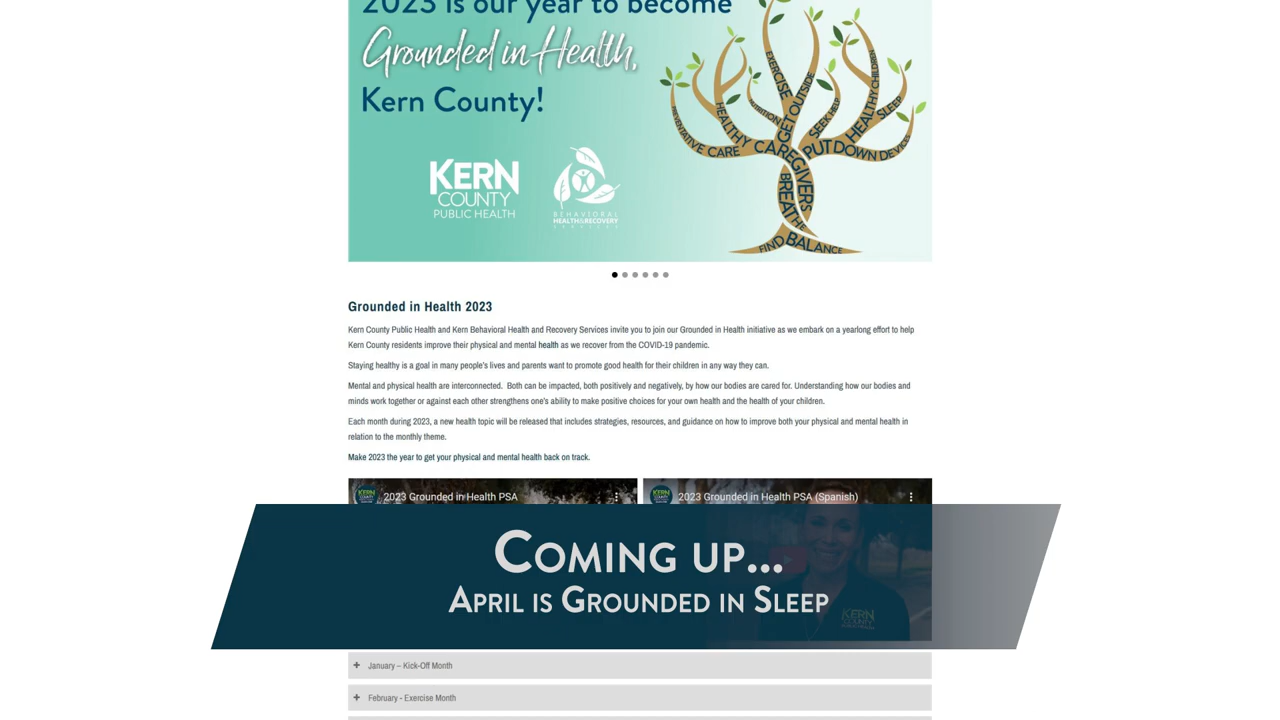 2023 is our year to become
Grounded in Health,
Kern County!
KERN
COUNTY
PUBLIC HEALTH
BEHAVIORAL
HEALTH & RECOVERY
SERVICES
PREVENTATIVE CARE
HEALTHY
NUTRITION
EXERCISE
GET OUTSIDE
SEEK HELP
HEALTHY CHILDREN
SLEEP
PUT DOWN DEVICES
CAREGIVERS
BREATHE
FIND BALANCE
Grounded in Health 2023
Kern County Public Health and Kern Behavioral Health and Recovery Services invite you to join our Grounded in Health initiative as we embark on a yearlong effort to help
Kern County residents improve their physical and mental health as we recover from the COVID-19 pandemic.
Staying healthy is a goal in many people's lives and parents want to promote good health for their children in any way they can.
Mental and physical health are interconnected. Both can be impacted, both positively and negatively, by how our bodies are cared for. Understanding how our bodies and
minds work together or against each other strengthens one's ability to make positive choices for your own health and the health of your children.
Each month during 2023, a new health topic will be released that includes strategies, resources, and guidance on how to improve both your physical and mental health in
relation to the monthly theme.
Make 2023 the year to get your physical and mental health back on track.
2023 Grounded in Health PSA
2023 Grounded in Health PSA (Spanish)
Coming up...
April is Grounded in Sleep
KERN
COUNTY
PUBLIC HEALTH
January – Kick-Off Month
February - Exercise Month